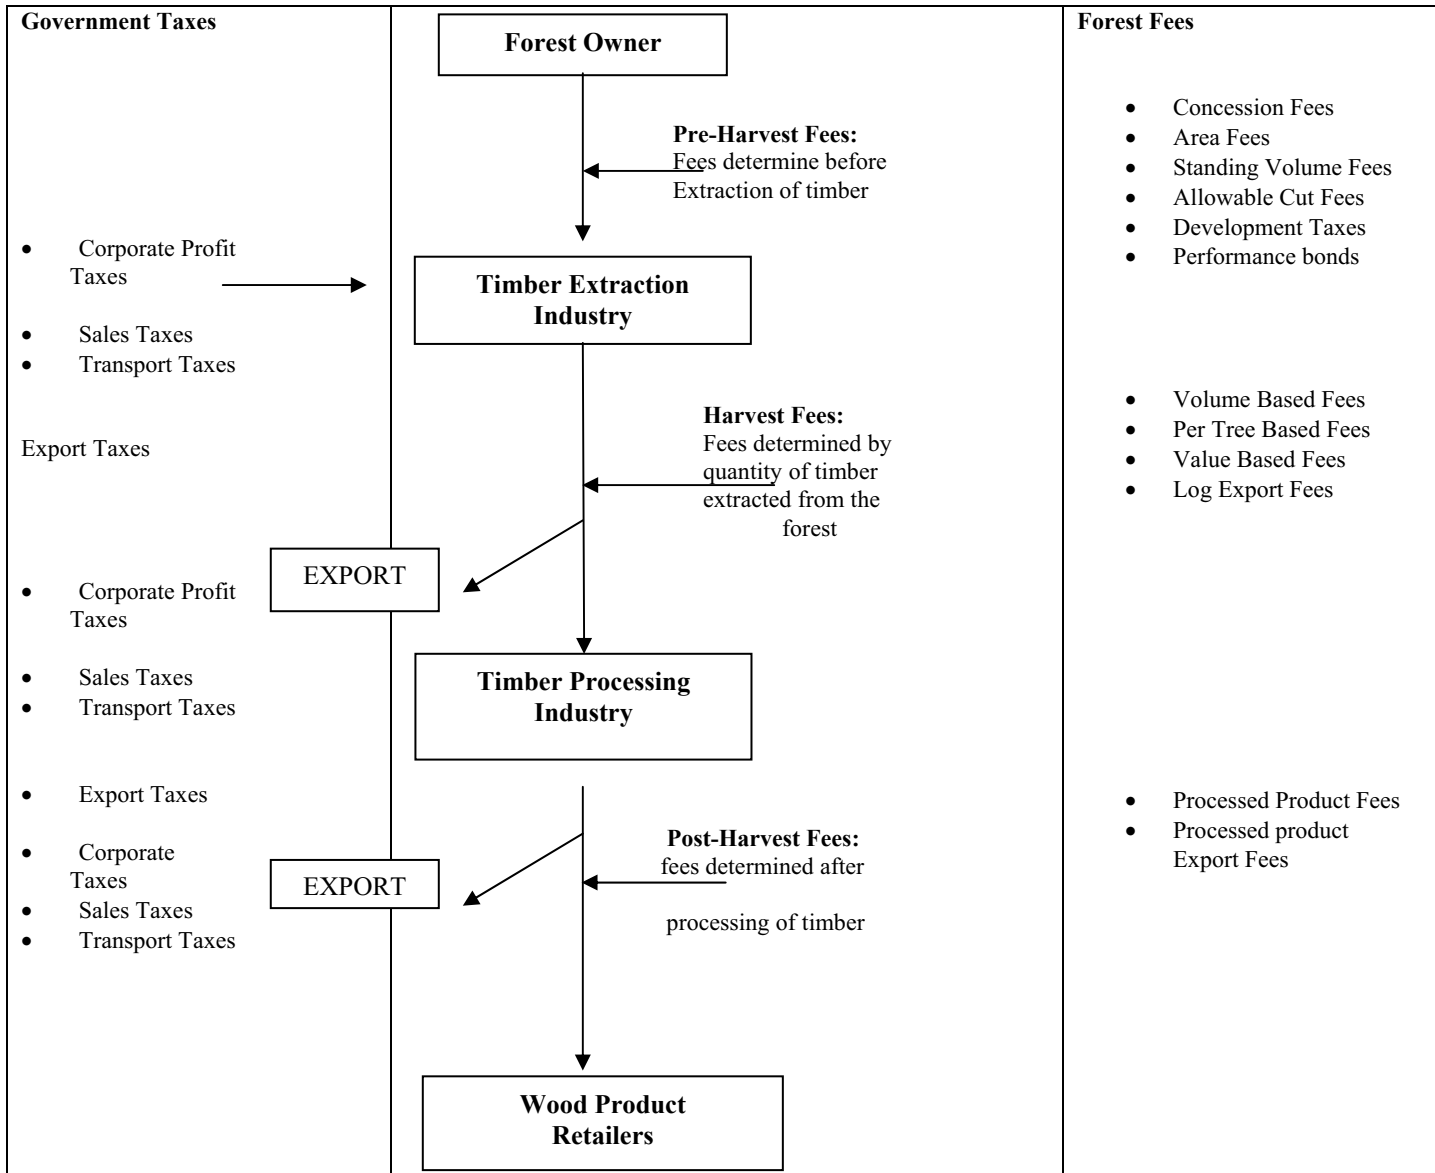 Government Taxes
• Corporate Profit
Taxes
• Sales Taxes
• Transport Taxes
Export Taxes
• Corporate Profit
Taxes
• Sales Taxes
• Transport Taxes
• Export Taxes
• Corporate
Taxes
• Sales Taxes
• Transport Taxes
Forest Owner
Pre-Harvest Fees:
Fees determine before
Extraction of timber
Timber Extraction
Industry
Harvest Fees:
Fees determined by
quantity of timber
extracted from the
forest
EXPORT
Timber Processing
Industry
Post-Harvest Fees:
fees determined after
processing of timber
EXPORT
Wood Product
Retailers
Forest Fees
• Concession Fees
• Area Fees
• Standing Volume Fees
• Allowable Cut Fees
• Development Taxes
• Performance bonds
• Volume Based Fees
• Per Tree Based Fees
• Value Based Fees
• Log Export Fees
• Processed Product Fees
• Processed product
Export Fees